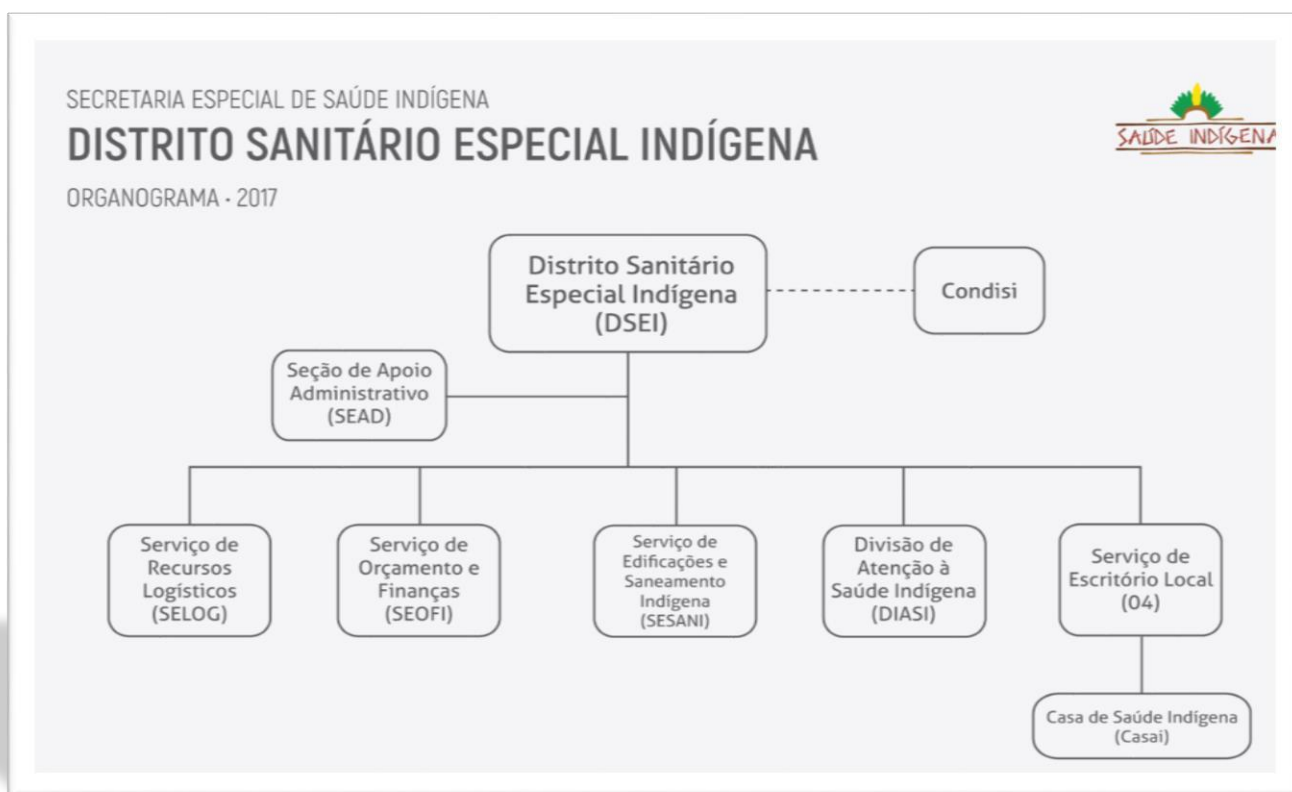 SECRETARIA ESPECIAL DE SAÚDE INDÍGENA
DISTRITO SANITÁRIO ESPECIAL INDÍGENA
ORGANOGRAMA • 2017
SAÚDE INDÍGENA
Distrito Sanitário
Especial Indígena
(DSEI)
Condisi
Seção de Apoio
Administrativo
(SEAD)
Serviço de
Recursos
Logísticos
(SELOG)
Serviço de
Orçamento e
Finanças
(SEOFI)
Serviço de
Edificações e
Saneamento
Indígena
(SESANI)
Divisão de
Atenção à
Saúde Indígena
(DIASI)
Serviço de
Escritório Local
(04)
Casa de Saúde Indígena
(Casai)